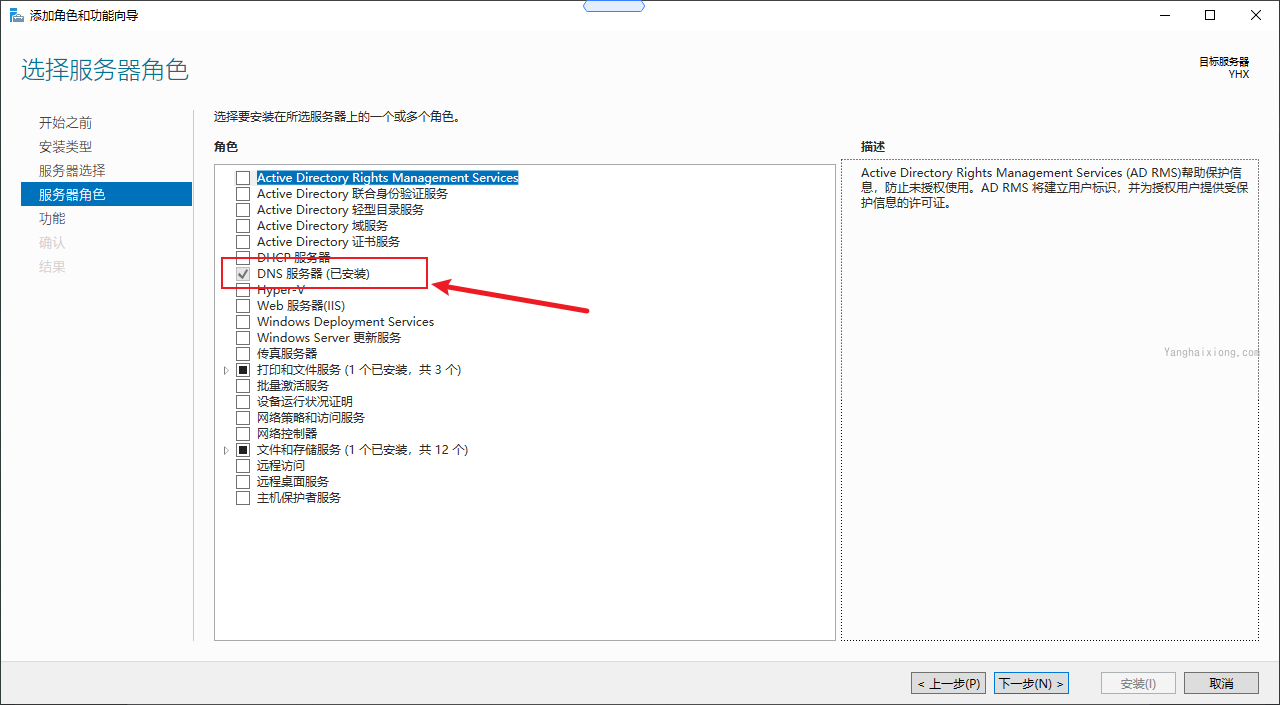 添加角色和功能向导
选择服务器角色
目标服务器
YHX
开始之前
安装类型
服务器选择
服务器角色
功能
确认
结果
选择要安装在所选服务器上的一个或多个角色。
角色
Active Directory Rights Management Services
Active Directory 联合身份验证服务
Active Directory 轻型目录服务
Active Directory 域服务
Active Directory 证书服务
DHCP 服务器
DNS 服务器 (已安装)
Hyper-V
Web 服务器(IIS)
Windows Deployment Services
Windows Server 更新服务
传真服务器
打印和文件服务 (1 个已安装，共 3 个)
批量激活服务
设备运行状况证明
网络策略和访问服务
网络控制器
文件和存储服务 (1 个已安装，共 12 个)
远程访问
远程桌面服务
主机保护者服务
描述
Active Directory Rights Management Services (AD RMS)帮助保护信
息，防止未授权使用。AD RMS 将建立用户标识，并为授权用户提供受保
护信息的许可证。
Yanghaixiong.com
< 上一步(P)
下一步(N) >
安装(I)
取消